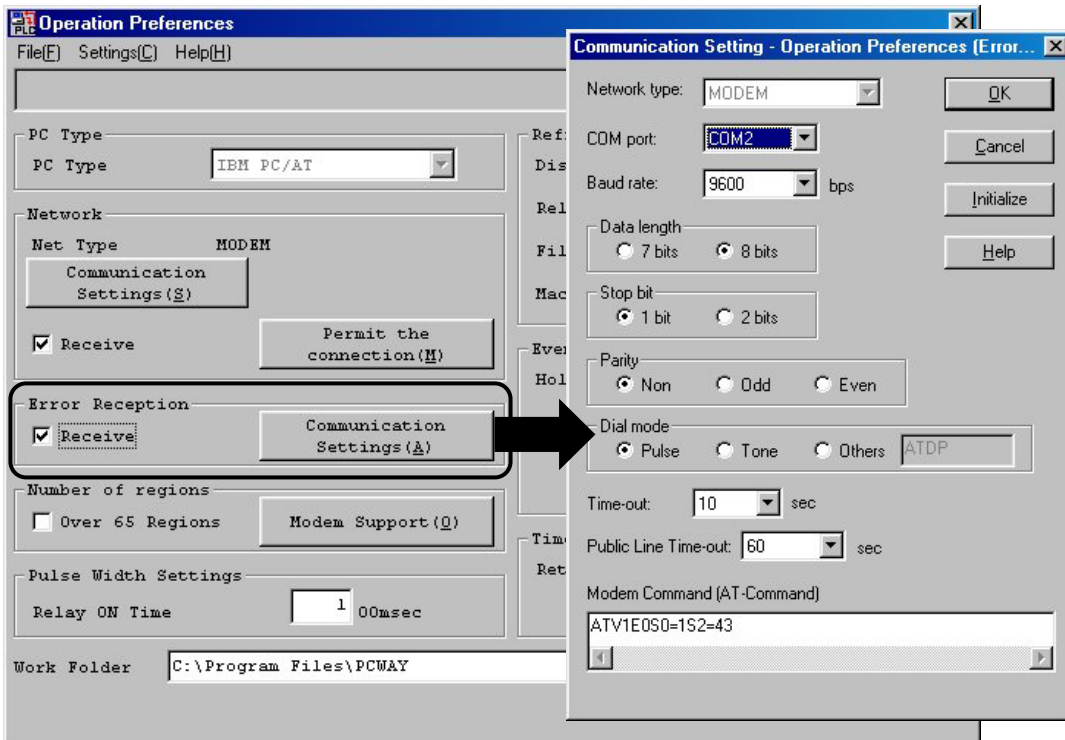 PLC
Operation Preferences
File(F) Settings(C) Help(H)
PC Type
PC Type IBM PC/AT
Network
Net Type MODEM
Communication
Settings(S)
Receive
Permit the
connection(M)
Error Reception
Receive
Communication
Settings(A)
Number of regions
Over 65 Regions
Modem Support(O)
Pulse Width Settings
Relay ON Time 1 00msec
Work Folder C:\Program Files\PCWAY
Ref
Dis
Rel
Fil
Mac
Eve
Hol
Tim
Ret
Communication Setting - Operation Preferences (Error...
Network type: MODEM
OK
COM port: COM2
Cancel
Baud rate: 9600 bps
Initialize
Data length
7 bits 8 bits
Help
Stop bit
1 bit 2 bits
Parity
Non Odd Even
Dial mode
Pulse Tone Others ATDP
Time-out: 10 sec
Public Line Time-out: 60 sec
Modem Command (AT-Command)
ATV1E0S0=1S2=43